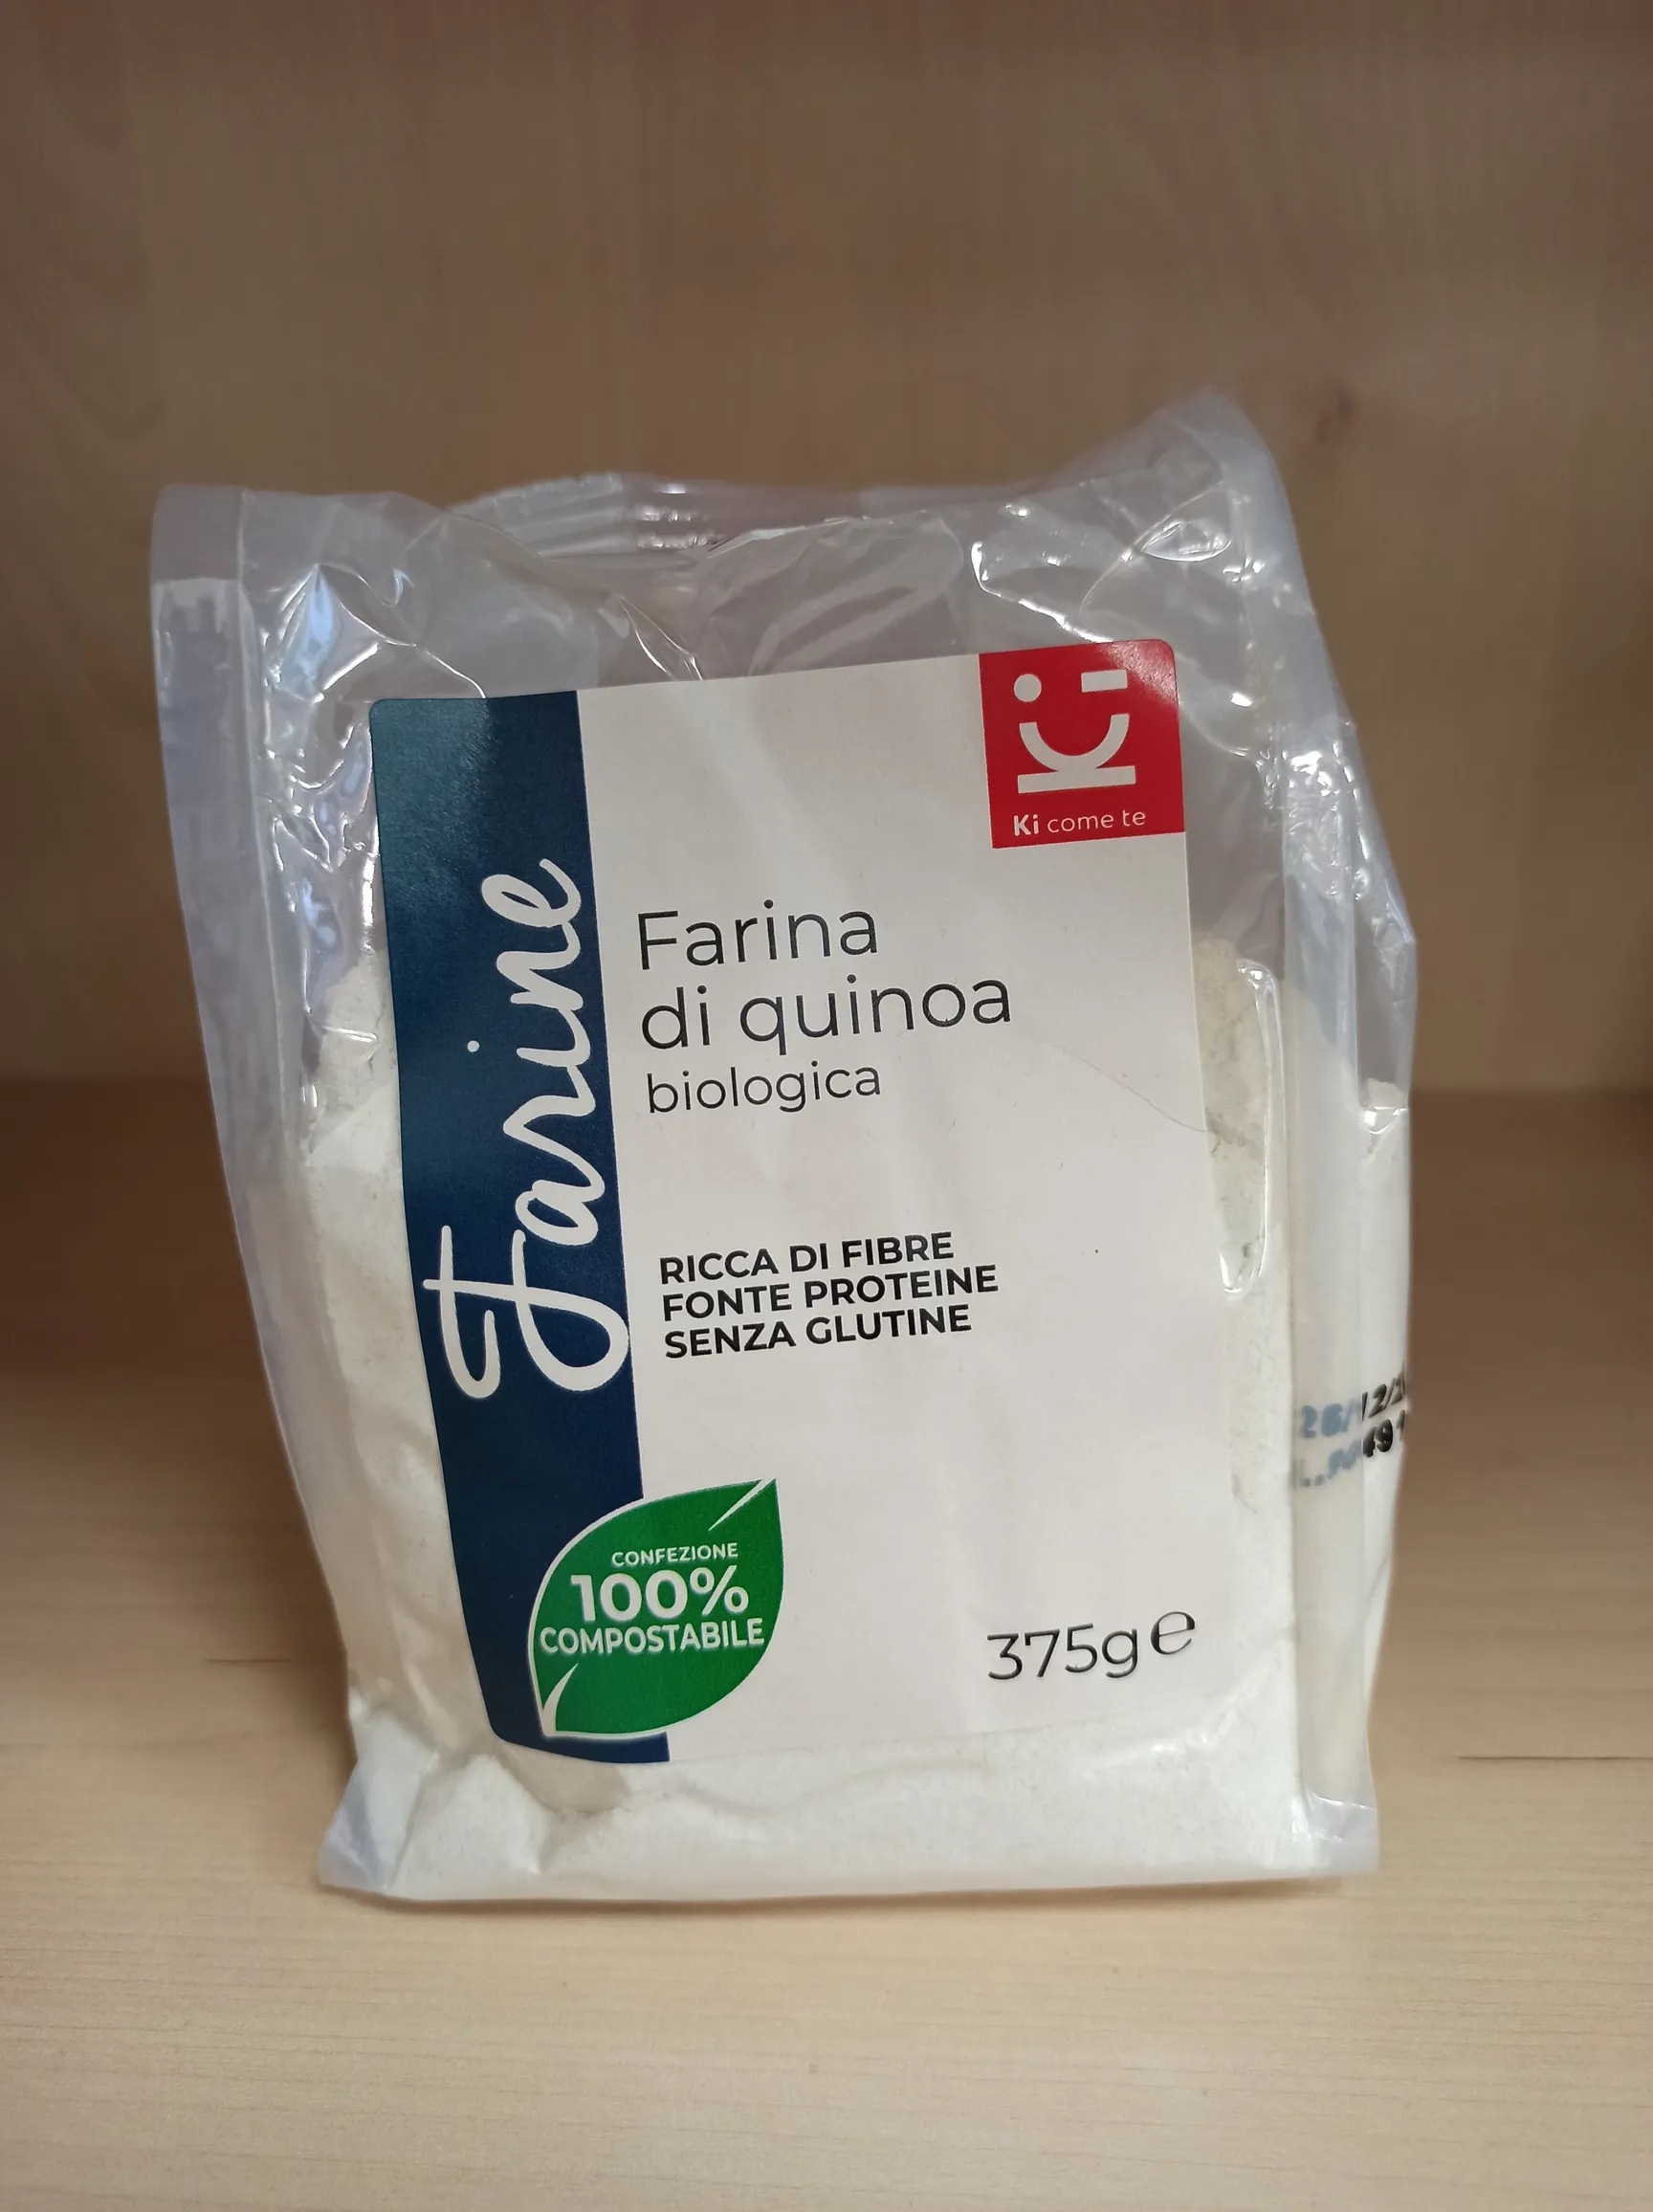 Ki
Ki come te
Farine
Farina
di quinoa
biologica
RICCA DI FIBRE
FONTE PROTEINE
SENZA GLUTINE
CONFEZIONE
100%
COMPOSTABILE
375g e